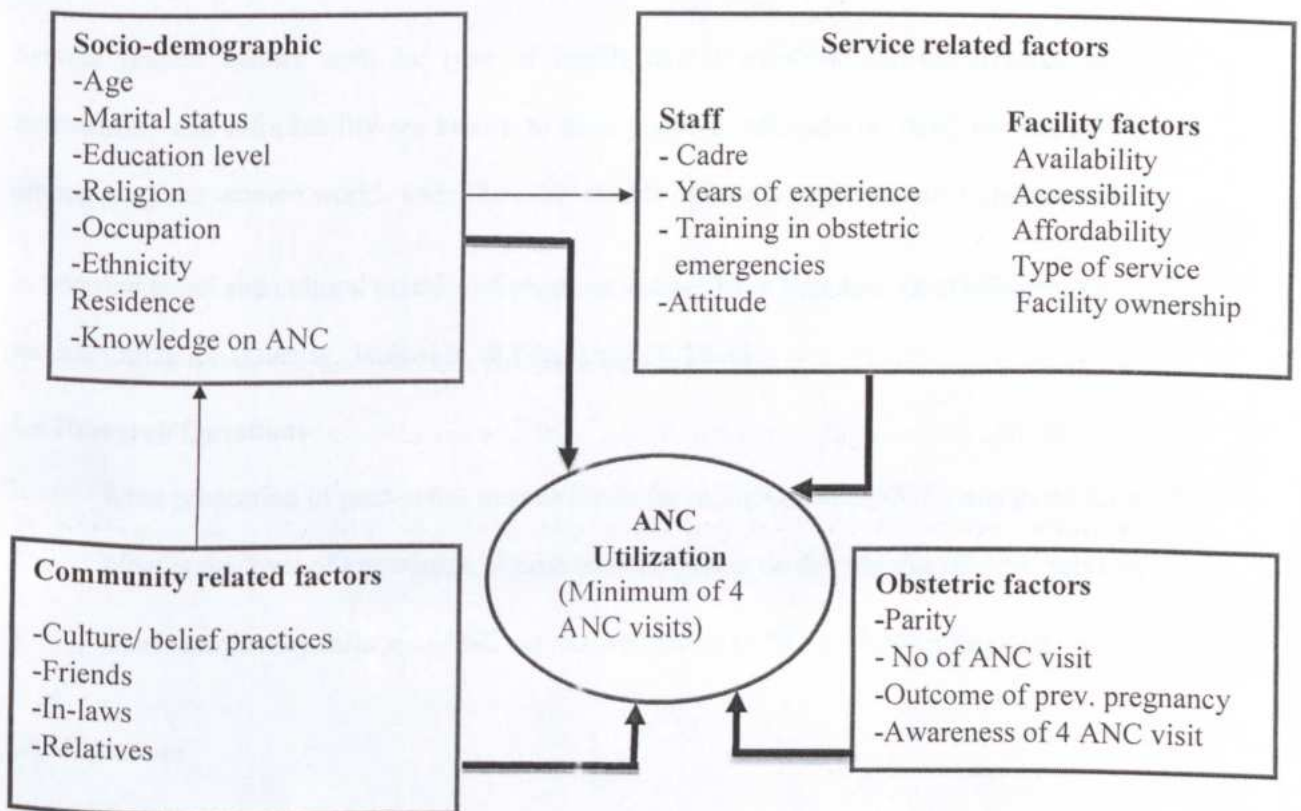 Socio-demographic
-Age
-Marital status
-Education level
-Religion
-Occupation
-Ethnicity
Residence
-Knowledge on ANC
Service related factors
Staff
- Cadre
- Years of experience
- Training in obstetric
emergencies
-Attitude
Facility factors
Availability
Accessibility
Affordability
Type of service
Facility ownership
ANC
Utilization
(Minimum of 4
ANC visits)
Community related factors
-Culture/ belief practices
-Friends
-In-laws
-Relatives
Obstetric factors
-Parity
- No of ANC visit
-Outcome of prev. pregnancy
-Awareness of 4 ANC visit